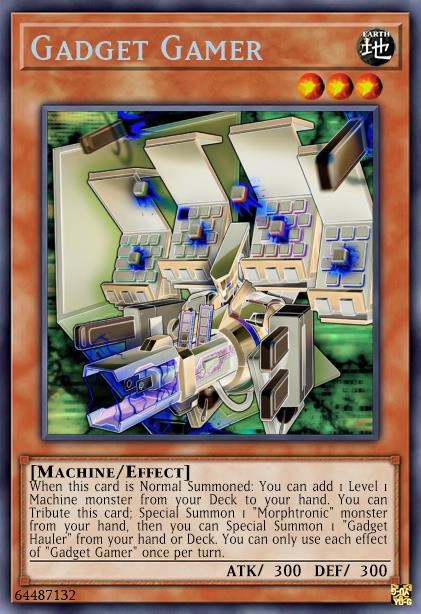 GADGET GAMER
EARTH
地
[MACHINE/EFFECT]
When this card is Normal Summoned: You can add 1 Level 1
Machine monster from your Deck to your hand. You can
Tribute this card; Special Summon 1 "Morphtronic" monster
from your hand, then you can Special Summon 1 "Gadget
Hauler" from your hand or Deck. You can only use each effect
of "Gadget Gamer" once per turn.
ATK/ 300 DEF/ 300
64487132